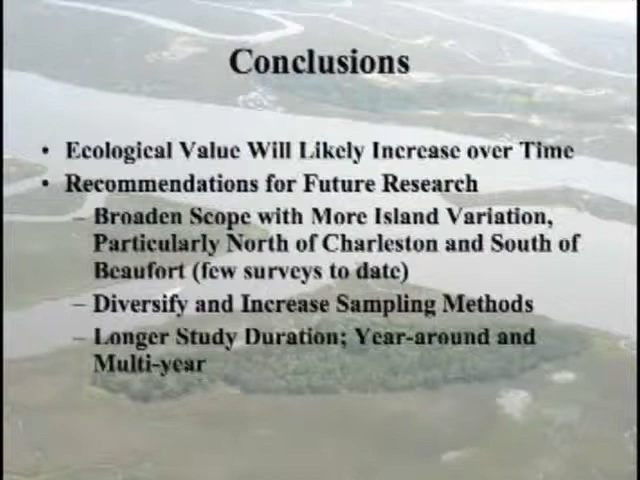 Conclusions
• Ecological Value Will Likely Increase over Time
• Recommendations for Future Research
– Broaden Scope with More Island Variation,
Particularly North of Charleston and South of
Beaufort (few surveys to date)
– Diversify and Increase Sampling Methods
– Longer Study Duration; Year-around and
Multi-year